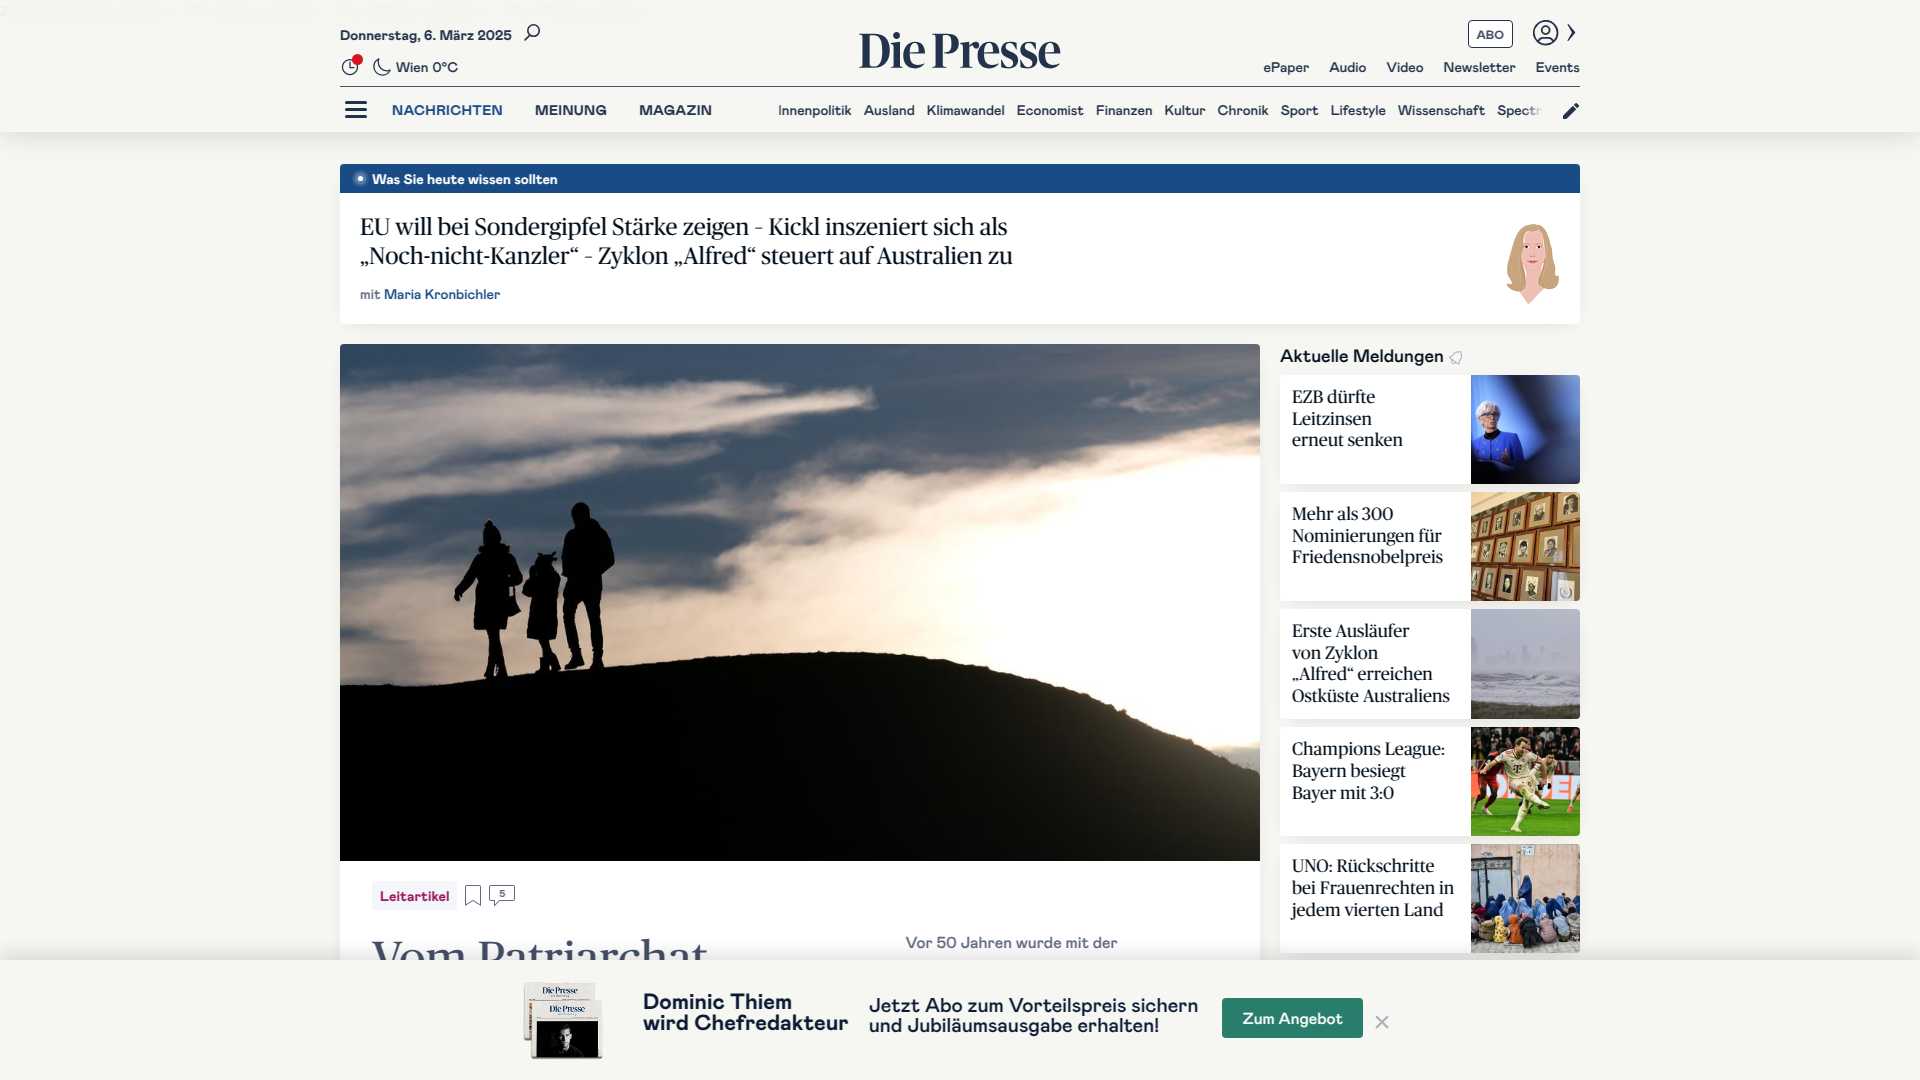 Donnerstag, 6. März 2025
Die Presse
ABO
Wien 0°C
ePaper Audio Video Newsletter Events
NACHRICHTEN MEINUNG MAGAZIN
Innenpolitik Ausland Klimawandel Economist Finanzen Kultur Chronik Sport Lifestyle Wissenschaft Spectr
Was Sie heute wissen sollten
EU will bei Sondergipfel Stärke zeigen – Kickl inszeniert sich als
„Noch-nicht-Kanzler“ – Zyklon „Alfred“ steuert auf Australien zu
mit Maria Kronbichler
Aktuelle Meldungen
EZB dürfte
Leitzinsen
erneut senken
Mehr als 300
Nominierungen für
Friedensnobelpreis
Erste Ausläufer
von Zyklon
„Alfred“ erreichen
Ostküste Australiens
Champions League:
Bayern besiegt
Bayer mit 3:0
UNO: Rückschritte
bei Frauenrechten in
jedem vierten Land
Leitartikel
5
Vom Patriarchat
Vor 50 Jahren wurde mit der
Die Presse
Die Presse
Dominic Thiem
wird Chefredakteur
Jetzt Abo zum Vorteilspreis sichern
und Jubiläumsausgabe erhalten!
Zum Angebot